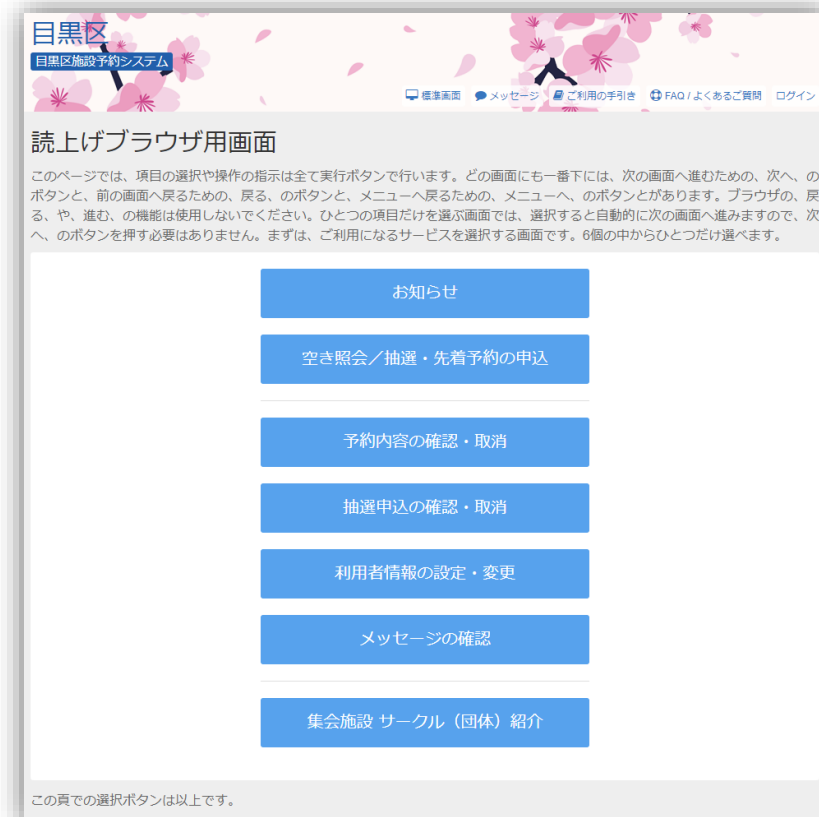 目黒区
目黒区施設予約システム
標準画面 メッセージ ご利用の手引き FAQ / よくあるご質問 ログイン
読上げブラウザ用画面
このページでは、項目の選択や操作の指示は全て実行ボタンで行います。どの画面にも一番下には、次の画面へ進むための、次へ、の
ボタンと、前の画面へ戻るための、戻る、のボタンと、メニューへ戻るための、メニューへ、のボタンとがあります。ブラウザの、戻
る、や、進む、の機能は使用しないでください。ひとつの項目だけを選ぶ画面では、選択すると自動的に次の画面へ進みますので、次
へ、のボタンを押す必要はありません。まずは、ご利用になるサービスを選択する画面です。6個の中からひとつだけ選べます。
お知らせ
空き照会／抽選・先着予約の申込
予約内容の確認・取消
抽選申込の確認・取消
利用者情報の設定・変更
メッセージの確認
集会施設 サークル（団体）紹介
この頁での選択ボタンは以上です。